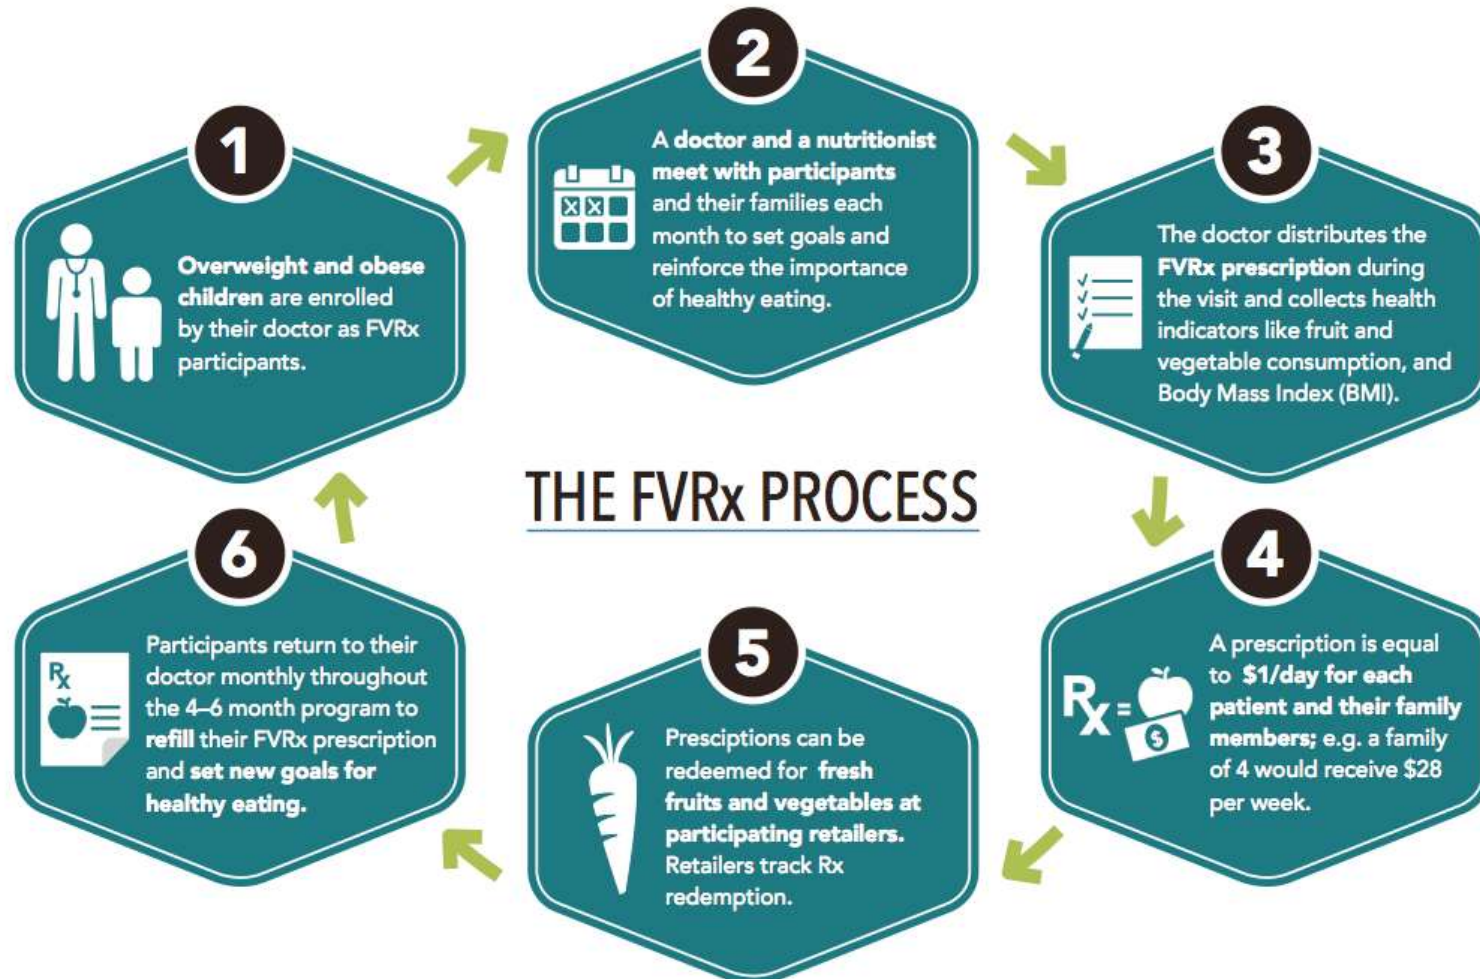 1
Overweight and obese
children are enrolled
by their doctor as FVRx
participants.
2
A doctor and a nutritionist
meet with participants
and their families each
month to set goals and
reinforce the importance
of healthy eating.
3
The doctor distributes the
FVRx prescription during
the visit and collects health
indicators like fruit and
vegetable consumption, and
Body Mass Index (BMI).
THE FVRx PROCESS
4
Rx = $
A prescription is equal
to $1/day for each
patient and their family
members; e.g. a family
of 4 would receive $28
per week.
5
Presciptions can be
redeemed for fresh
fruits and vegetables at
participating retailers.
Retailers track Rx
redemption.
6
Rx
Participants return to their
doctor monthly throughout
the 4–6 month program to
refill their FVRx prescription
and set new goals for
healthy eating.